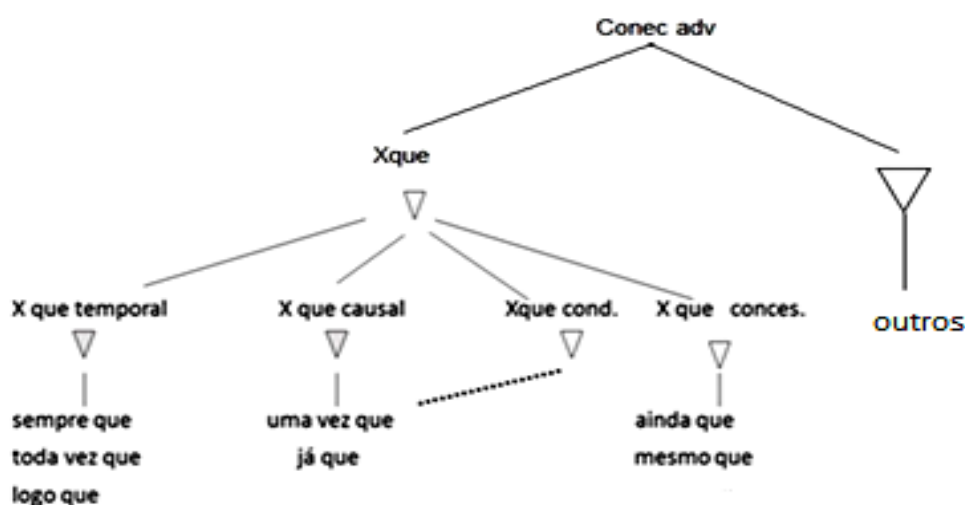 Conec adv
Xque
X que temporal
X que causal
Xque cond.
X que conces.
outros
sempre que
uma vez que
ainda que
toda vez que
já que
mesmo que
logo que